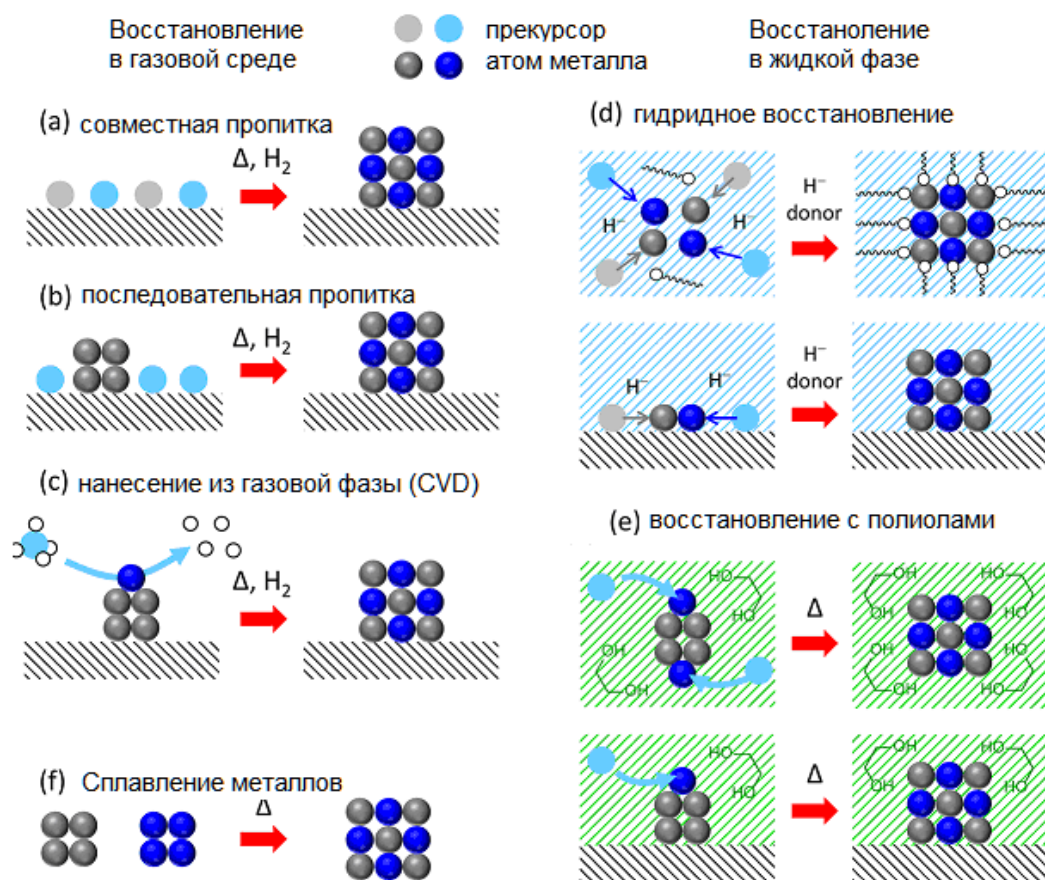 Восстановление
в газовой среде
прекурсор
атом металла
Восстаноление
в жидкой фазе
(a) совместная пропитка
Δ, H₂
(b) последовательная пропитка
Δ, H₂
(c) нанесение из газовой фазы (CVD)
Δ, H₂
(f) Сплавление металлов
Δ
(d) гидридное восстановление
H⁻
H
H⁻
donor
H⁻
H⁻
H⁻
donor
(e) восстановление с полиолами
HO
HO
OH
OH
Δ
OH
OH
HO
HO
OH
OH
HO
HO
HO
HO
Δ
OH
OH
HO
HO